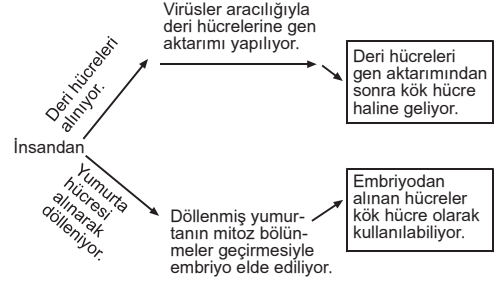 Virüsler aracılığıyla
deri hücrelerine gen
aktarımı yapılıyor.
Deri hücreleri
alınıyor.
Deri hücreleri
gen aktarımından
sonra kök hücre
haline geliyor.
İnsandan
Yumurta
hücresi
alınarak
dölleniyor.
Döllenmiş yumur-
tanın mitoz bölün-
meler geçirmesiyle
embriyo elde ediliyor.
Embriyodan
alınan hücreler
kök hücre olarak
kullanılabiliyor.